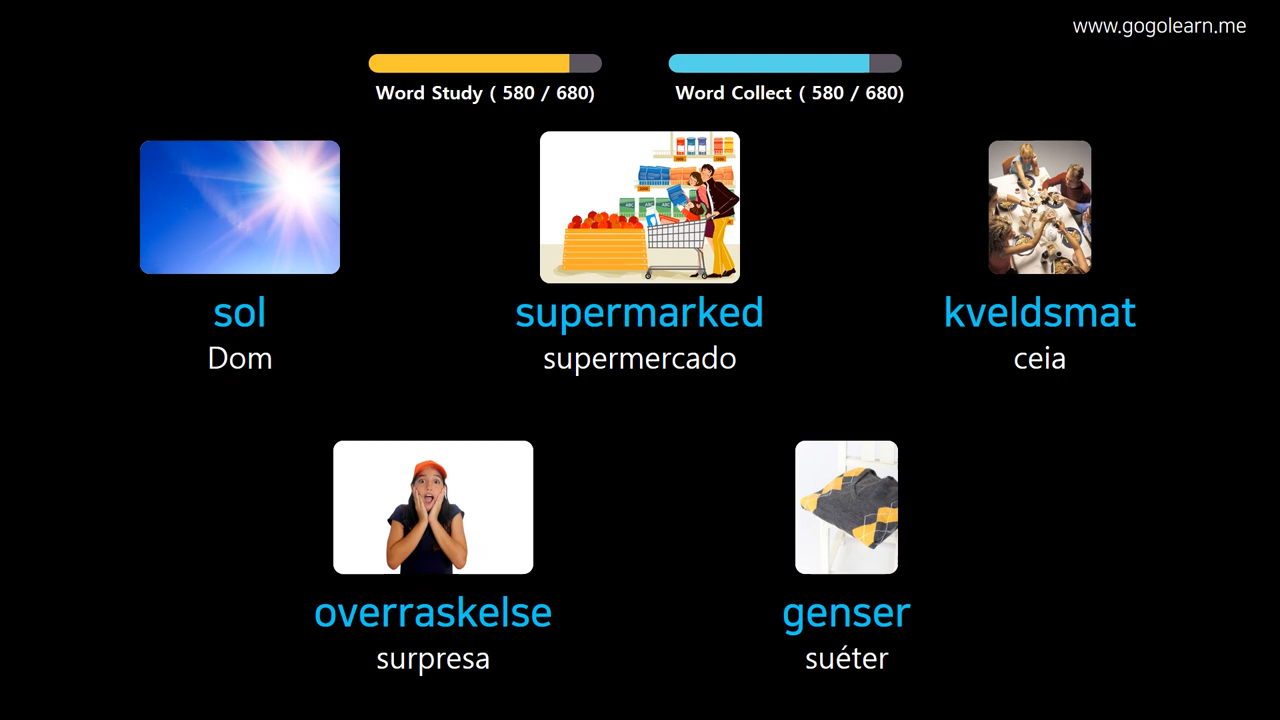 www.gogolearn.me
Word Study ( 580 / 680)
Word Collect ( 580 / 680)
sol
Dom
supermarked
supermercado
kveldsmat
ceia
overraskelse
surpresa
genser
suéter